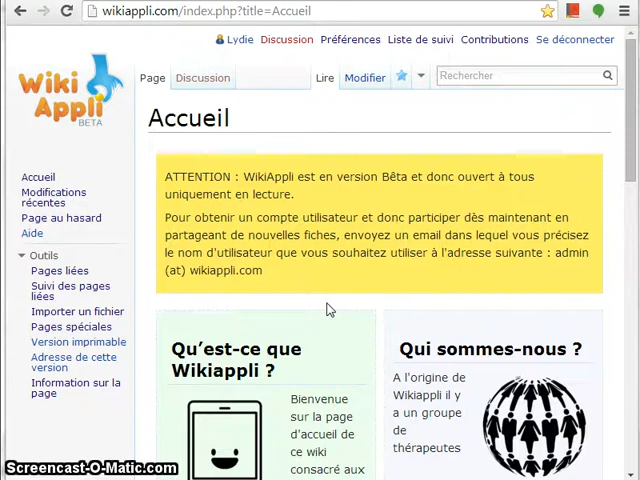 wikiappli.com/index.php?title=Accueil
Lydie Discussion Préférences Liste de suivi Contributions Se déconnecter
Wiki
Appli
BETA
Page Discussion Lire Modifier Rechercher
Accueil
ATTENTION : WikiAppli est en version Bêta et donc ouvert à tous
uniquement en lecture.
Pour obtenir un compte utilisateur et donc participer dès maintenant en
partageant de nouvelles fiches, envoyez un email dans lequel vous précisez
le nom d'utilisateur que vous souhaitez utiliser à l'adresse suivante : admin
(at) wikiappli.com
Accueil
Modifications
récentes
Page au hasard
Aide
Outils
Pages liées
Suivi des pages
liées
Importer un fichier
Pages spéciales
Version imprimable
Adresse de cette
version
Information sur la
page
Qu’est-ce que
Wikiappli ?
Bienvenue
sur la page
d'accueil de
ce wiki
consacré aux
Qui sommes-nous ?
A l'origine de
Wikiappli il y
a un groupe
de
thérapeutes
Screencast-O-Matic.com